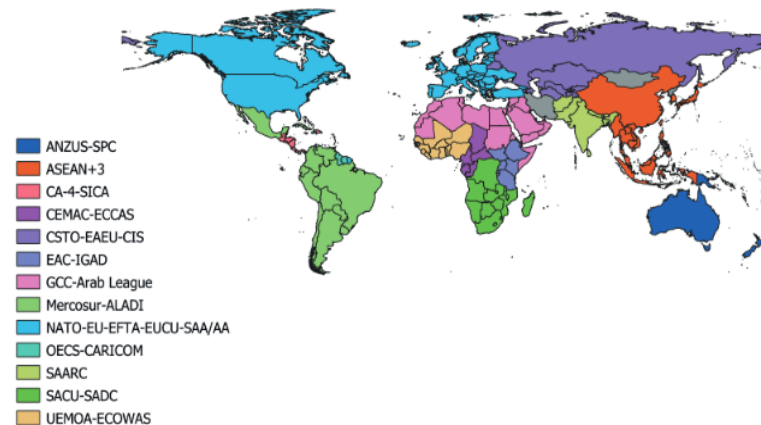 ANZUS-SPC
ASEAN+3
CA-4-SICA
CEMAC-ECCAS
CSTO-EAEU-CIS
EAC-IGAD
GCC-Arab League
Mercosur-ALADI
NATO-EU-EFTA-EUCU-SAA/AA
OECS-CARICOM
SAARC
SACU-SADC
UEMOA-ECOWAS